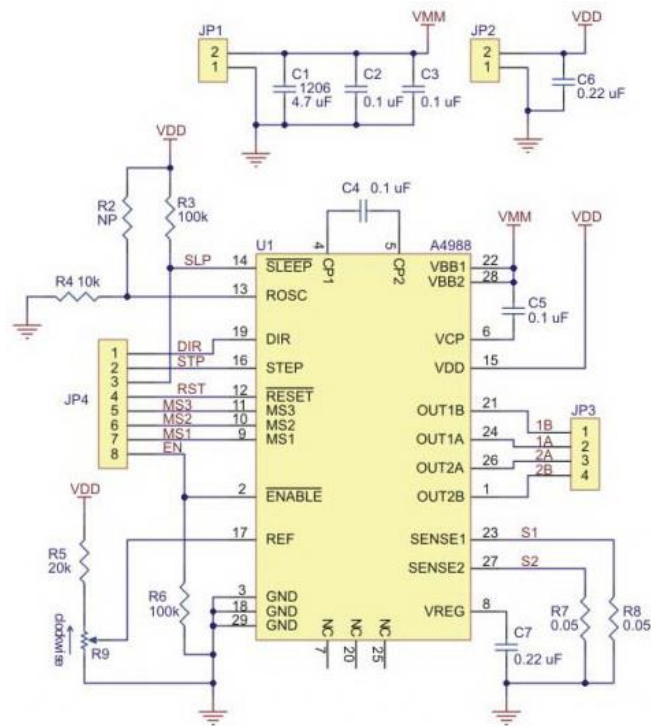 JP1
2
1
VMM
C1
1206
4.7 uF
C2
0.1 uF
C3
0.1 uF
JP2
2
1
VDD
C6
0.22 uF
VDD
R2
NP
R3
100k
R4 10k
C4 0.1 uF
VMM
VDD
U1
A4988
4
CP1
5
CP2
SLP
14
SLEEP
13
ROSC
DIR
19
DIR
STP
16
STEP
RST
12
RESET
MS3
11
MS3
MS2
10
MS2
MS1
9
MS1
EN
2
ENABLE
17
REF
3
GND
18
GND
29
GND
JP4
1
2
3
4
5
6
7
8
VDD
R5
20k
clockwise
R9
R6
100k
VBB1
22
VBB2
28
C5
0.1 uF
VCP
6
VDD
15
OUT1B
21
1B
OUT1A
24
1A
OUT2A
26
2A
OUT2B
1
2B
JP3
1
2
3
4
SENSE1
23
S1
SENSE2
27
S2
VREG
8
C7
0.22 uF
R7
0.05
R8
0.05
NC
7
NC
20
NC
25